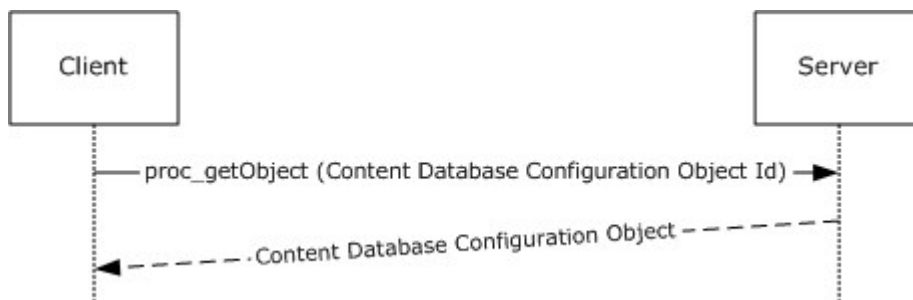 Client
Server
proc_getObject (Content Database Configuration Object Id)
Content Database Configuration Object